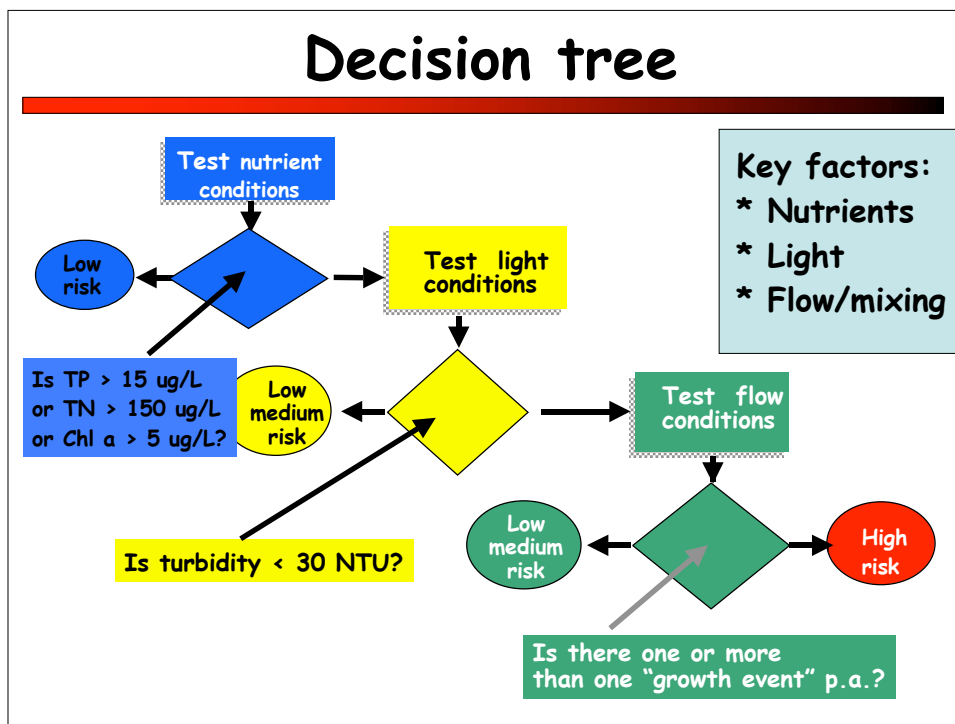 Decision tree
Test nutrient
conditions
Key factors:
* Nutrients
* Light
* Flow/mixing
Low
risk
Test light
conditions
Is TP > 15 ug/L
or TN > 150 ug/L
or Chl a > 5 ug/L?
Low
medium
risk
Test flow
conditions
Is turbidity < 30 NTU?
Low
medium
risk
High
risk
Is there one or more
than one “growth event” p.a.?